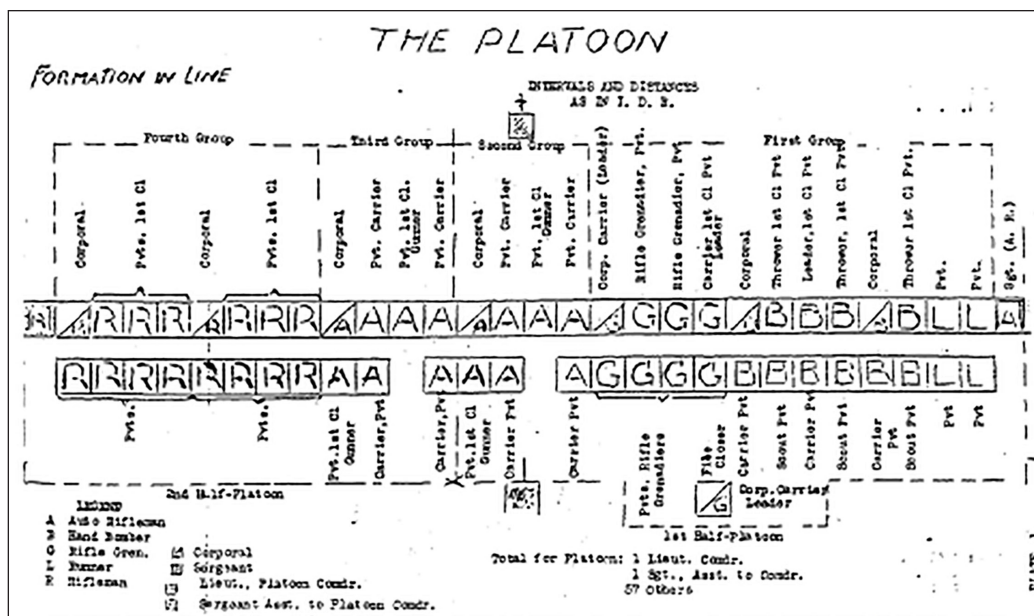 THE PLATOON
FORMATION IN LINE
INTERVALS AND DISTANCES
AS IN I. D. R.
Fourth Group Third Group Second Group First Group
Corporal
Pvts. 1st Cl
Corporal
Pvts. 1st Cl
Corporal
Pvt. Carrier
Pvt. 1st Cl. Gunner
Pvt. Carrier
Corporal
Pvt. Carrier
Pvt. 1st Cl Gunner
Pvt. Carrier
Corp. Carrier (Leader)
Rifle Grenadier, Pvt.
Rifle Grenadier, Pvt
Carrier 1st Cl Pvt Leader
Corporal
Thrower 1st Cl Pvt
Leader, 1st Cl Pvt
Thrower, 1st Cl Pvt
Corporal
Thrower 1st Cl Pvt.
Pvt.
Pvt.
Sgt. (A. R.)
R R R R R R R A A A A A A A A G G G B B B B L L A
R R R R R R R R A A A A A A G G G G B B B B B B L L
Pvts.
Pvts.
Pvt. 1st Cl Gunner
Carrier, Pvt
Carrier, Pvt
Pvt. 1st Cl Gunner
Carrier Pvt
Carrier Pvt
Pvts. Rifle Grenadiers
File Closer
Carrier Pvt
Scout Pvt
Carrier Pvt
Scout Pvt
Carrier Pvt
Scout Pvt
Pvt
Pvt
G Corp. Carrier
Leader
2nd Half-Platoon
1st Half-Platoon
LEGEND
A Auto Rifleman
B Hand Bomber
G Rifle Gren.
L Runner
R Rifleman
Corporal
Sergeant
Lieut., Platoon Comdr.
Sergeant Asst. to Platoon Comdr.
Total for Platoon: 1 Lieut. Comdr.
1 Sgt., Asst. to Comdr.
57 Others